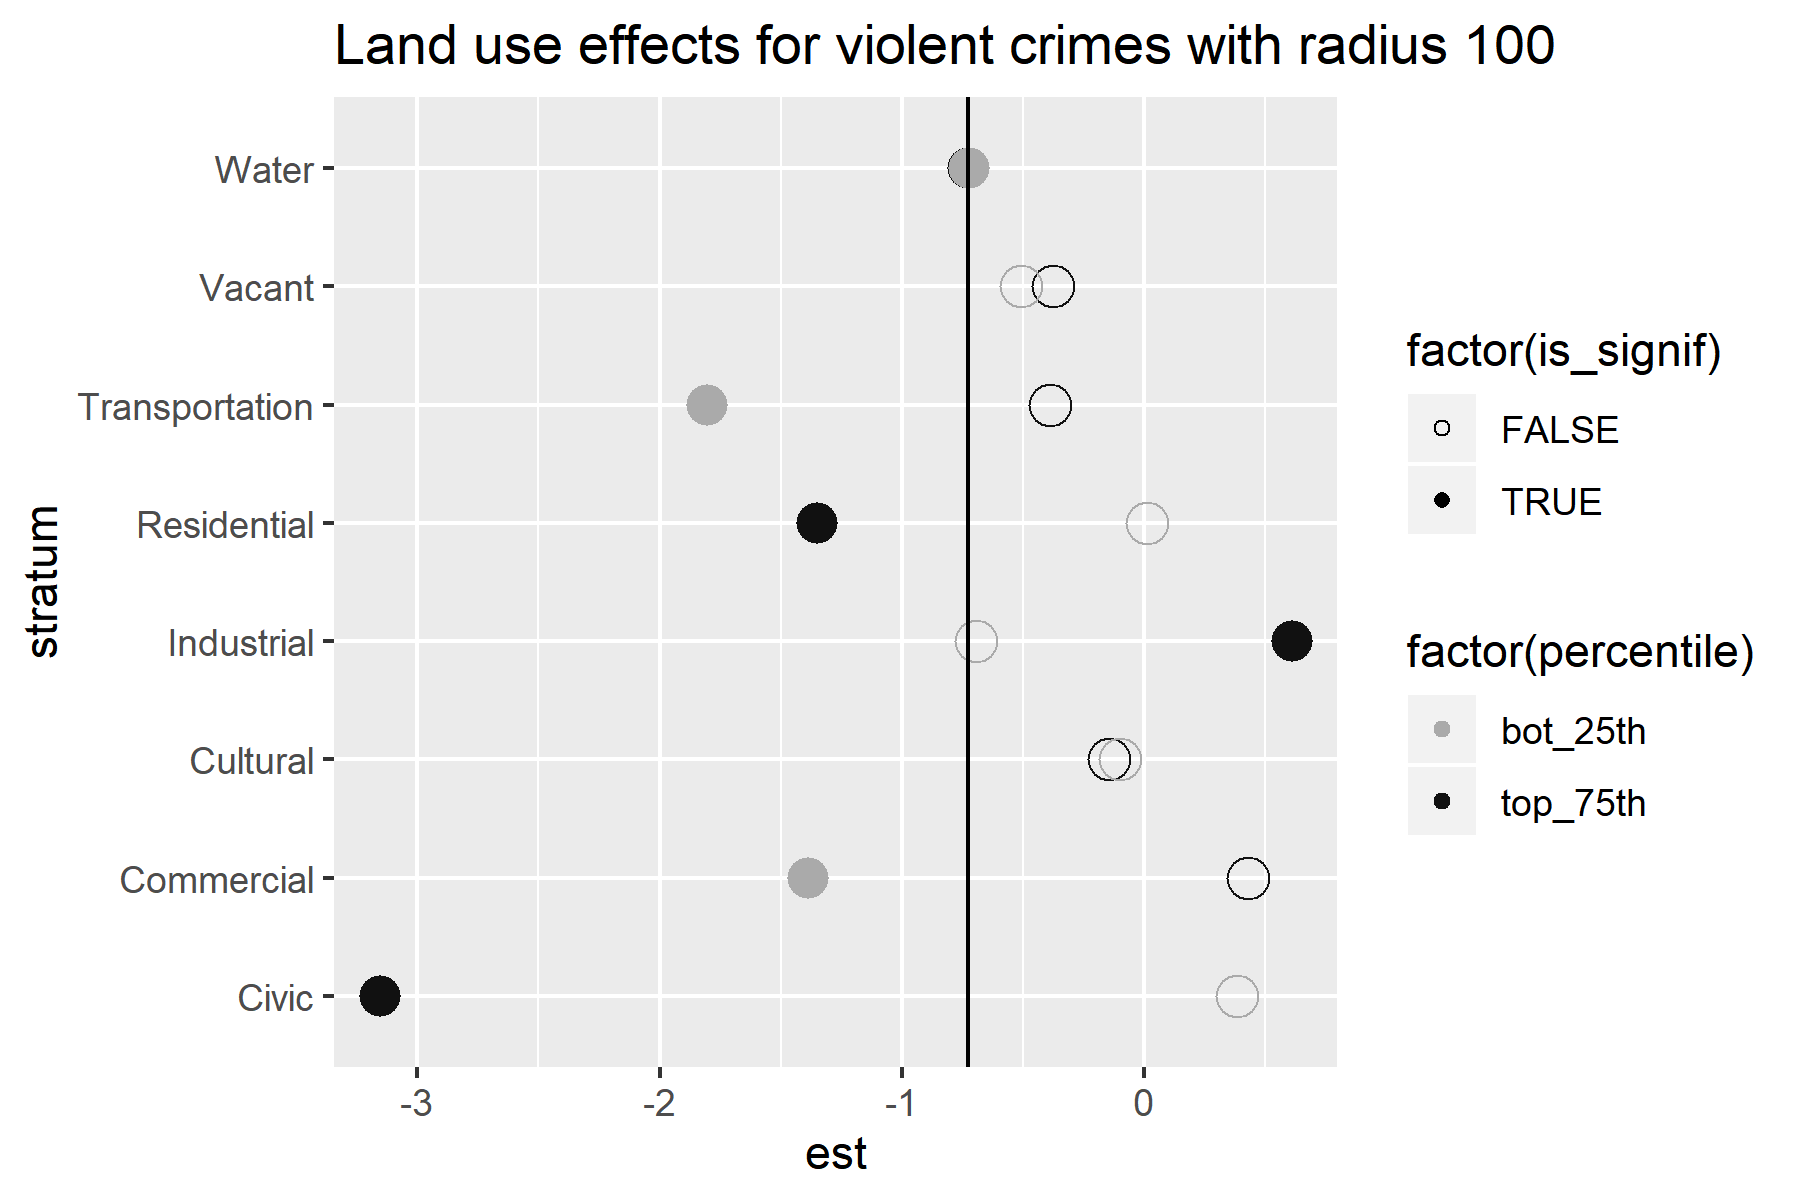 Land use effects for violent crimes with radius 100
Water
Vacant
Transportation
Residential
Industrial
Cultural
Commercial
Civic
stratum
-3
-2
-1
0
est
factor(is_signif)
FALSE
TRUE
factor(percentile)
bot_25th
top_75th